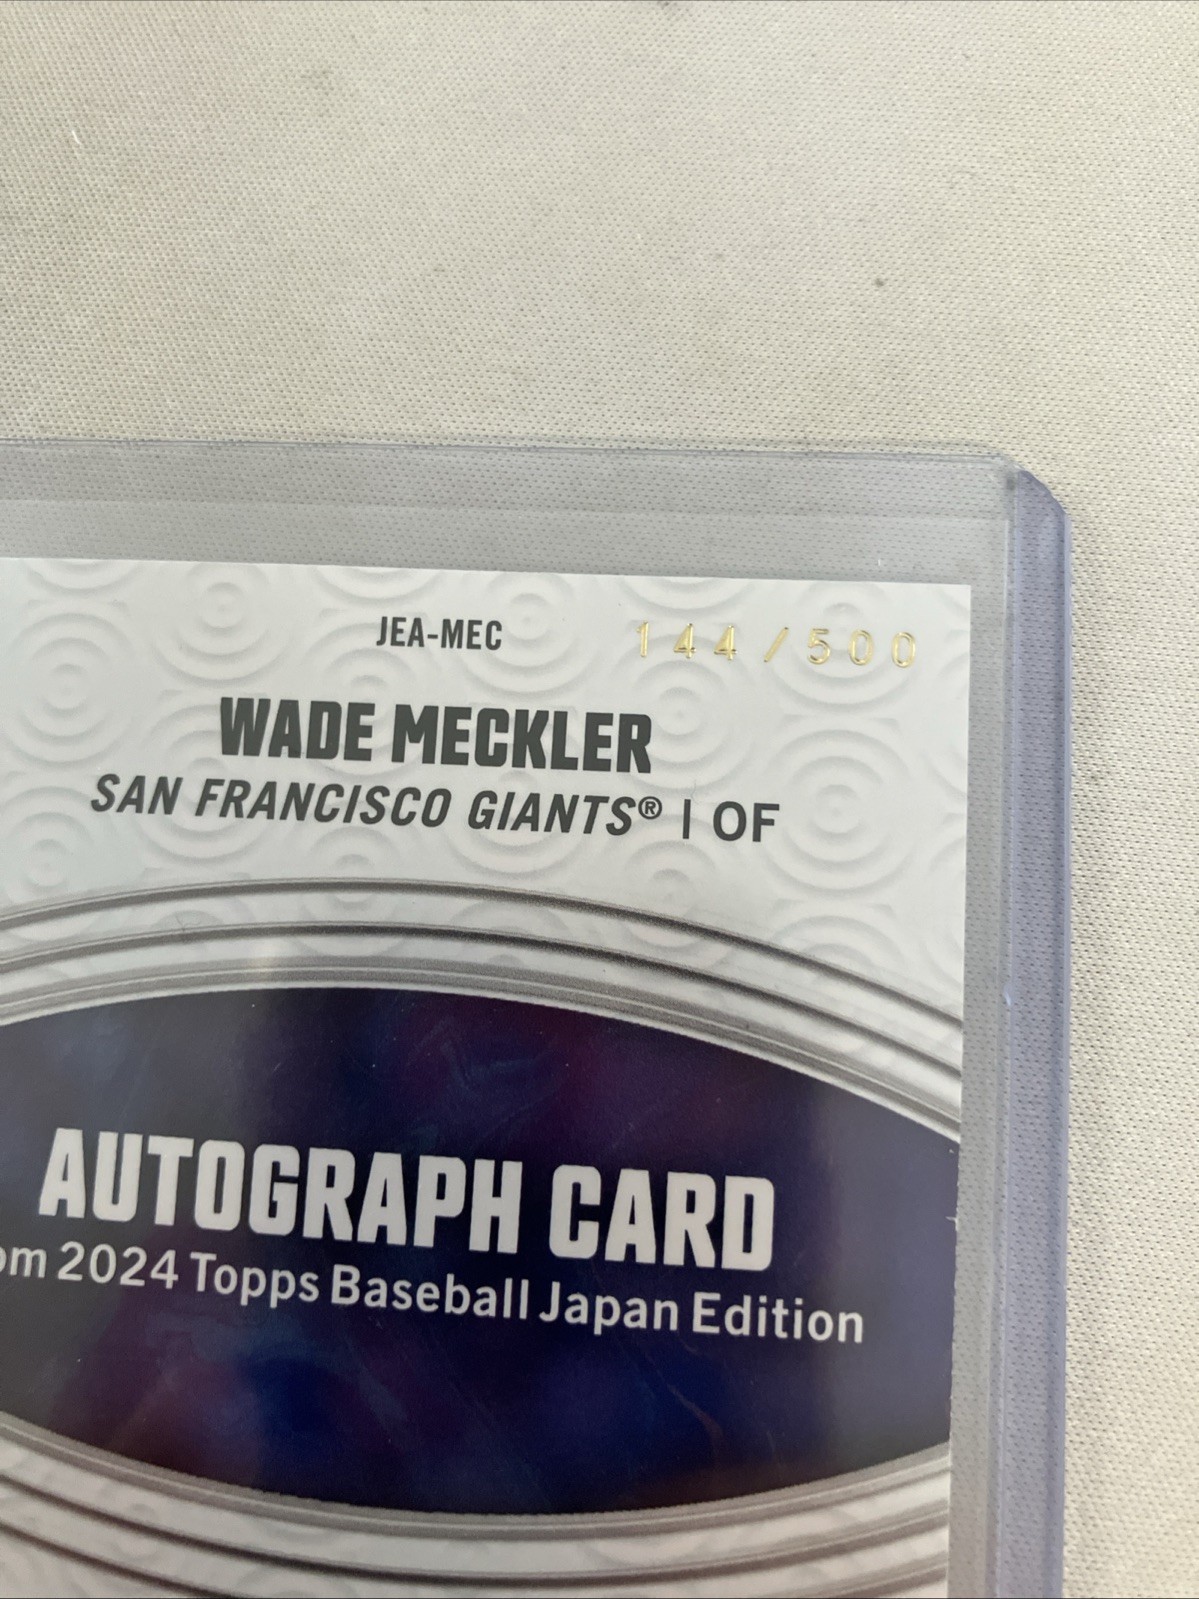 JEA-MEC 144/500
WADE MECKLER
SAN FRANCISCO GIANTS® | OF
AUTOGRAPH CARD
2024 Topps Baseball Japan Edition